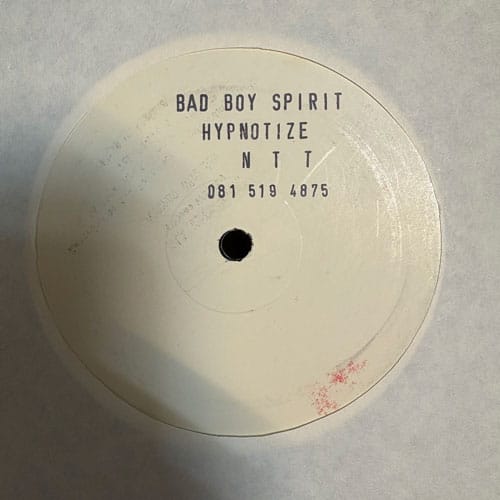 BAD BOY SPIRIT
HYPNOTIZE
N T T
081 519 4875